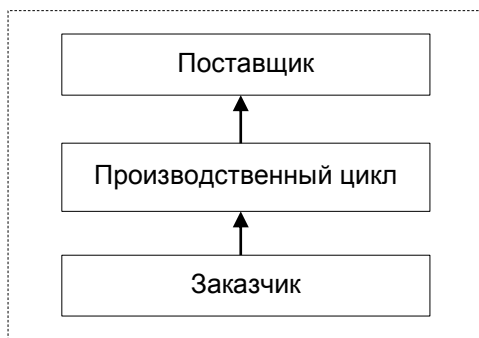 Поставщик
Производственный цикл
Заказчик